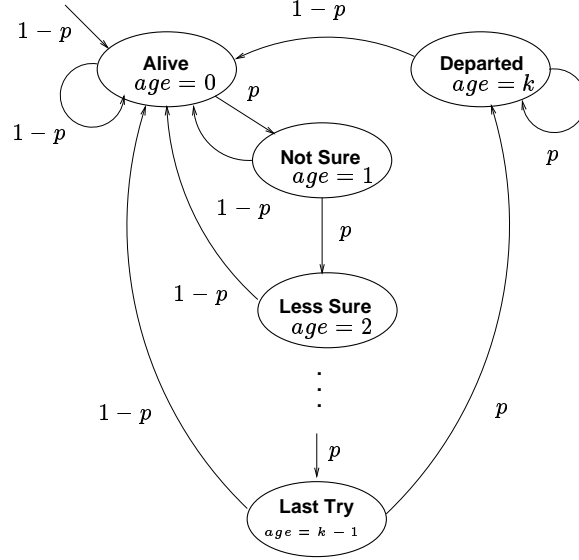 1 − p
1 − p
Alive
age = 0
Departed
age = k
p
1 − p
p
Not Sure
age = 1
1 − p
p
1 − p
Less Sure
age = 2
1 − p
p
p
Last Try
age = k − 1